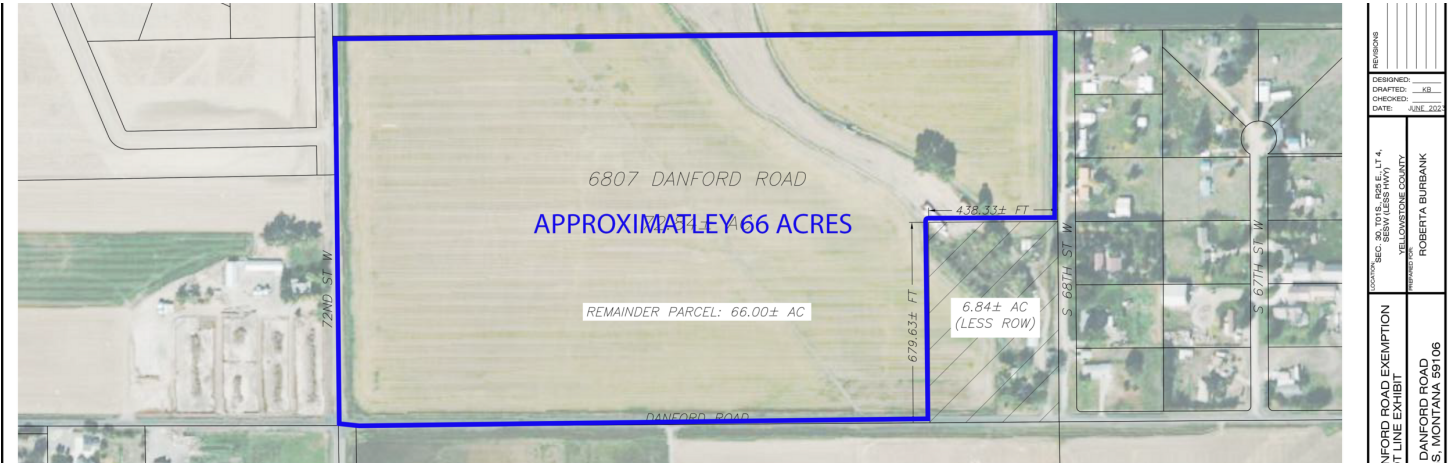 6807 DANFORD ROAD
APPROXIMATLEY 66 ACRES
REMAINDER PARCEL: 66.00± AC
438.33± FT
679.63± FT
6.84± AC
(LESS ROW)
72ND ST W
DANFORD ROAD
S 68TH ST W
S 67TH ST W
REVISIONS
DESIGNED:
DRAFTED: KB
CHECKED:
DATE: JUNE 2023
LOCATION:
SEC. 30, T01S., R25 E., LT 4,
SESW (LESS HWY)
YELLOWSTONE COUNTY
PREPARED FOR:
ROBERTA BURBANK
ROAD EXEMPTION
LINE EXHIBIT
DANFORD ROAD
MONTANA 59106